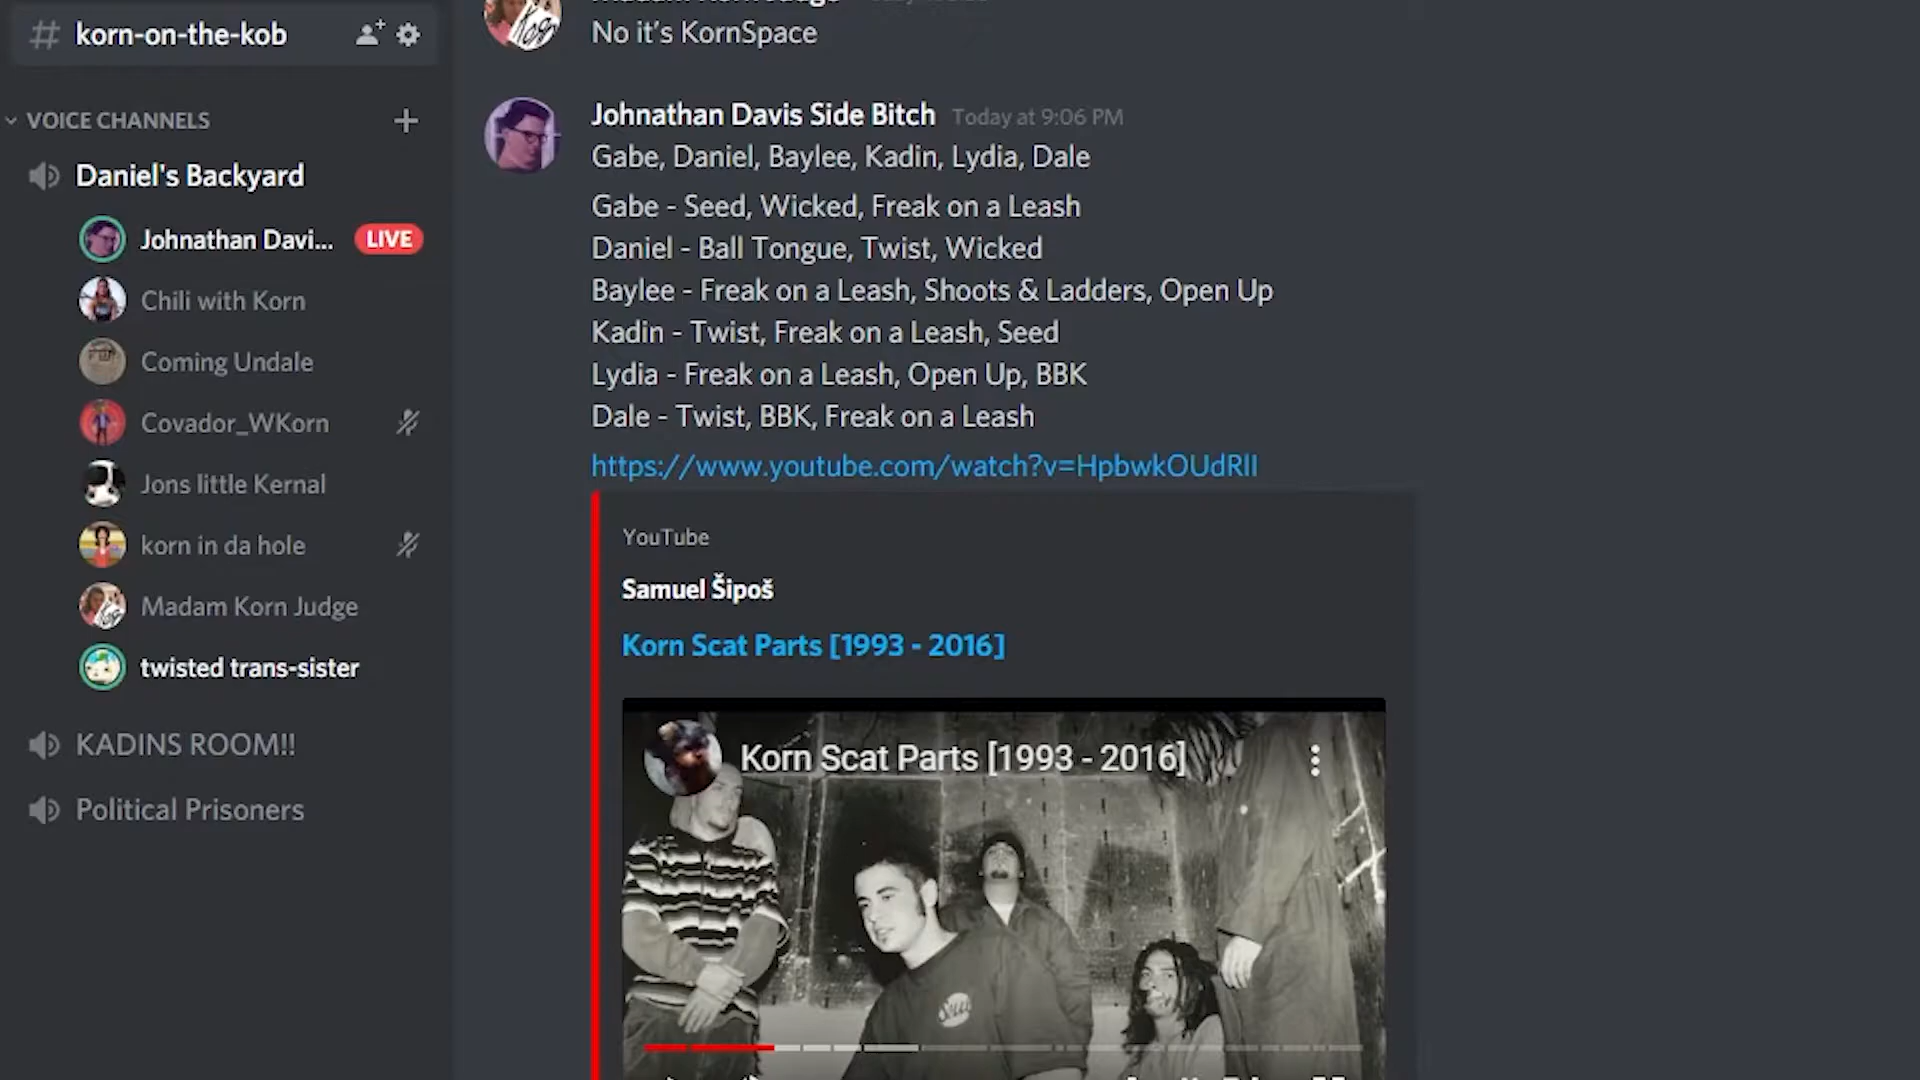 korn-on-the-kob
VOICE CHANNELS
Daniel's Backyard
Johnathan Davi...
LIVE
Chili with Korn
Coming Undale
Covador_WKorn
Jons little Kernal
korn in da hole
Madam Korn Judge
twisted trans-sister
KADINS ROOM!!
Political Prisoners
Madam Korn Judge
No it's KornSpace
Johnathan Davis Side Bitch Today at 9:06 PM
Gabe, Daniel, Baylee, Kadin, Lydia, Dale
Gabe - Seed, Wicked, Freak on a Leash
Daniel - Ball Tongue, Twist, Wicked
Baylee - Freak on a Leash, Shoots & Ladders, Open Up
Kadin - Twist, Freak on a Leash, Seed
Lydia - Freak on a Leash, Open Up, BBK
Dale - Twist, BBK, Freak on a Leash
https://www.youtube.com/watch?v=HpbwkOUdRlI
YouTube
Samuel Šipoš
Korn Scat Parts [1993 - 2016]
Korn Scat Parts [1993 - 2016]